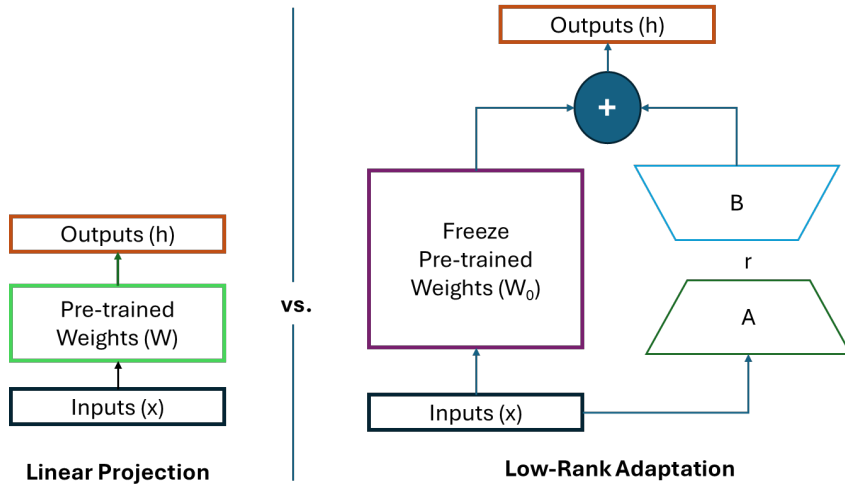 Outputs (h)
Pre-trained
Weights (W)
Inputs (x)
Linear Projection
vs.
Outputs (h)
+
Freeze
Pre-trained
Weights (W₀)
B
r
A
Inputs (x)
Low-Rank Adaptation